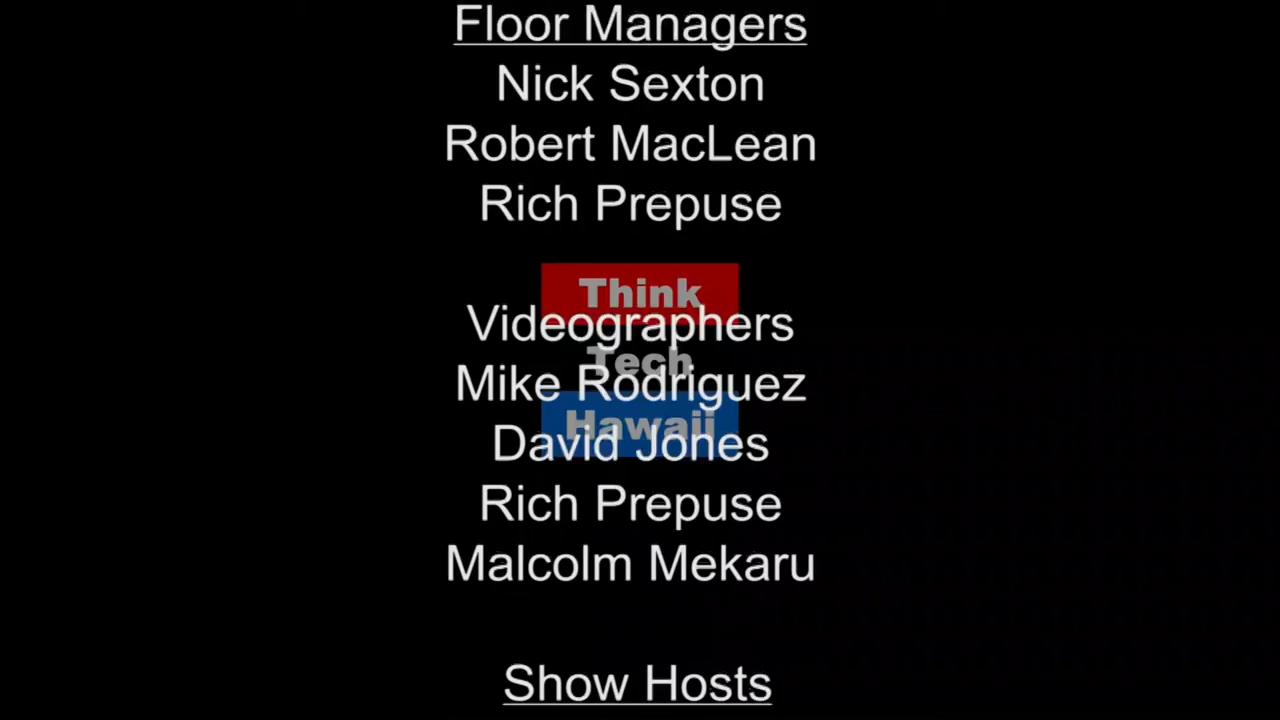 Floor Managers
Nick Sexton
Robert MacLean
Rich Prepuse
Think
Videographers
Tech
Mike Rodriguez
Hawaii
David Jones
Rich Prepuse
Malcolm Mekaru
Show Hosts